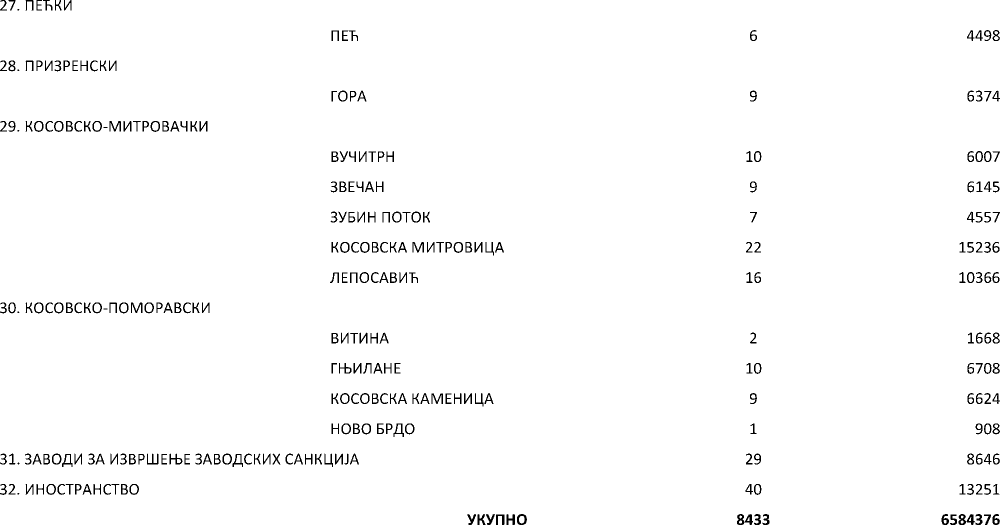 27. ПЕЋКИ
ПЕЋ 6 4498
28. ПРИЗРЕНСКИ
ГОРА 9 6374
29. КОСОВСКО-МИТРОВАЧКИ
ВУЧИТРН 10 6007
ЗВЕЧАН 9 6145
ЗУБИН ПОТОК 7 4557
КОСОВСКА МИТРОВИЦА 22 15236
ЛЕПОСАВИЋ 16 10366
30. КОСОВСКО-ПОМОРАВСКИ
ВИТИНА 2 1668
ГЊИЛАНЕ 10 6708
КОСОВСКА КАМЕНИЦА 9 6624
НОВО БРДО 1 908
31. ЗАВОДИ ЗА ИЗВРШЕЊЕ ЗАВОДСКИХ САНКЦИЈА 29 8646
32. ИНОСТРАНСТВО 40 13251
УКУПНО 8433 6584376